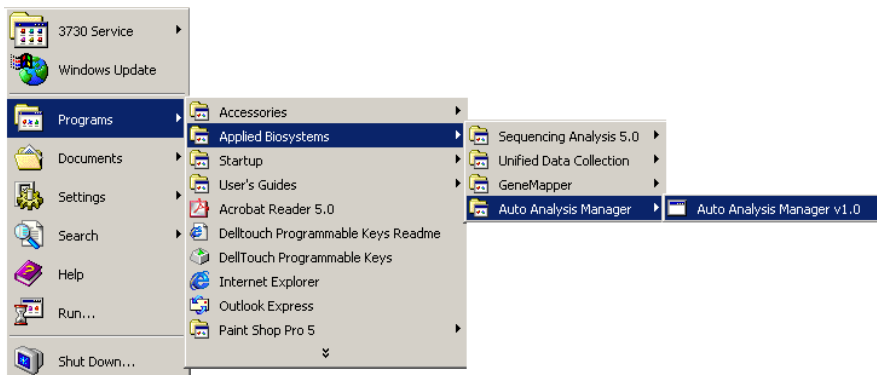 3730 Service
Windows Update
Programs
Documents
Settings
Search
Help
Run...
Shut Down...
Accessories
Applied Biosystems
Startup
User's Guides
Acrobat Reader 5.0
Delltouch Programmable Keys Readme
DellTouch Programmable Keys
Internet Explorer
Outlook Express
Paint Shop Pro 5
Sequencing Analysis 5.0
Unified Data Collection
GeneMapper
Auto Analysis Manager
Auto Analysis Manager v1.0